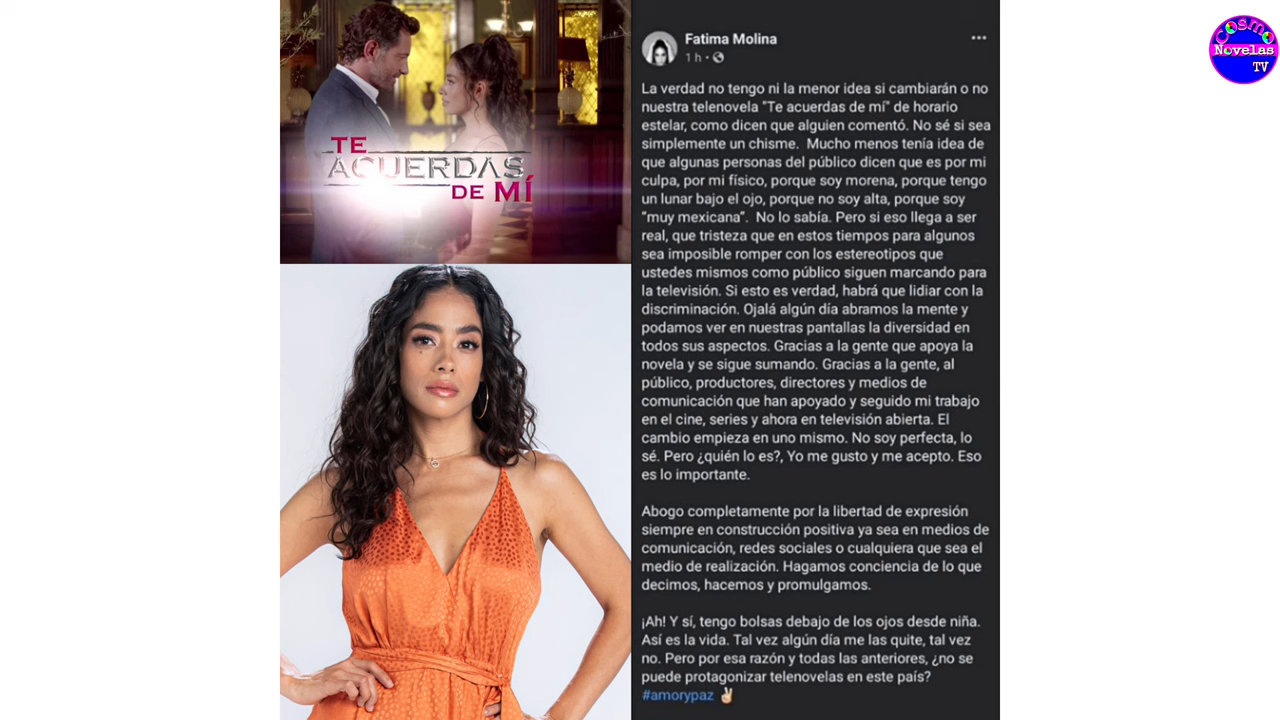 TE
ACUERDAS
DE MÍ
Fatima Molina
1 h ·
La verdad no tengo ni la menor idea si cambiarán o no
nuestra telenovela "Te acuerdas de mí" de horario
estelar, como dicen que alguien comentó. No sé si sea
simplemente un chisme. Mucho menos tenía idea de
que algunas personas del público dicen que es por mi
culpa, por mi físico, porque soy morena, porque tengo
un lunar bajo el ojo, porque no soy alta, porque soy
“muy mexicana”. No lo sabía. Pero si eso llega a ser
real, que tristeza que en estos tiempos para algunos
sea imposible romper con los estereotipos que
ustedes mismos como público siguen marcando para
la televisión. Si esto es verdad, habrá que lidiar con la
discriminación. Ojalá algún día abramos la mente y
podamos ver en nuestras pantallas la diversidad en
todos sus aspectos. Gracias a la gente que apoya la
novela y se sigue sumando. Gracias a la gente, al
público, productores, directores y medios de
comunicación que han apoyado y seguido mi trabajo
en el cine, series y ahora en televisión abierta. El
cambio empieza en uno mismo. No soy perfecta, lo
sé. Pero ¿quién lo es?, Yo me gusto y me acepto. Eso
es lo importante.
Abogo completamente por la libertad de expresión
siempre en construcción positiva ya sea en medios de
comunicación, redes sociales o cualquiera que sea el
medio de realización. Hagamos conciencia de lo que
decimos, hacemos y promulgamos.
¡Ah! Y sí, tengo bolsas debajo de los ojos desde niña.
Así es la vida. Tal vez algún día me las quite, tal vez
no. Pero por esa razón y todas las anteriores, ¿no se
puede protagonizar telenovelas en este país?
#amorypaz ✌🏻
Cosmo
Novelas
TV